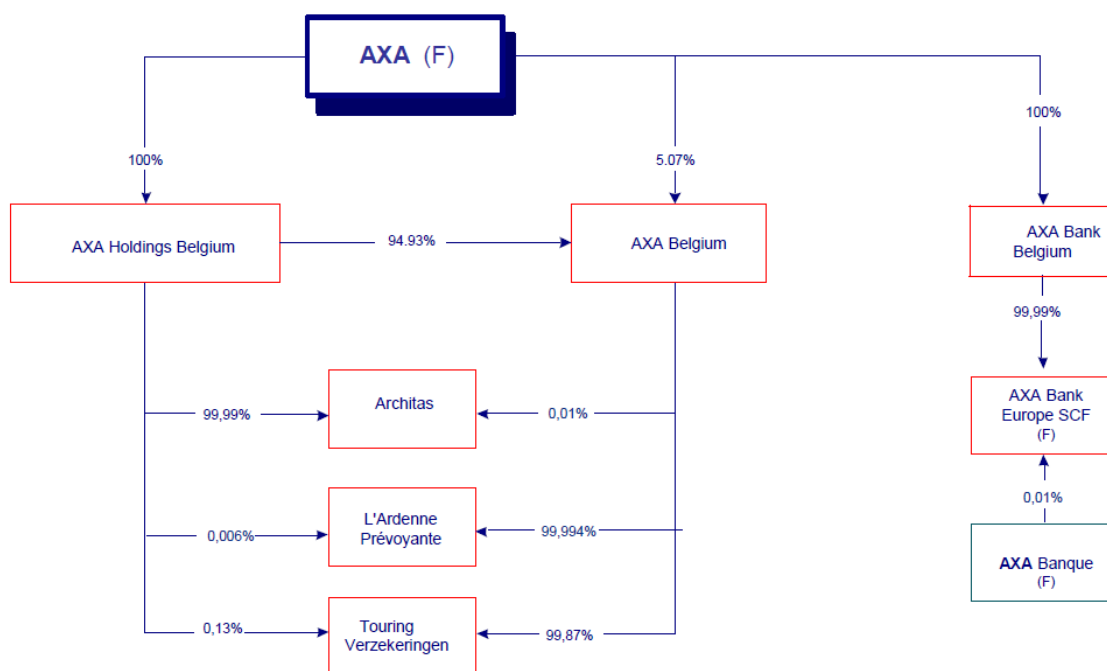 AXA (F)
100%
5.07%
100%
AXA Holdings Belgium
94.93%
AXA Belgium
AXA Bank
Belgium
99,99%
99,99%
Architas
0,01%
AXA Bank
Europe SCF
(F)
0,006%
L'Ardenne
Prévoyante
99,994%
0,01%
AXA Banque
(F)
0,13%
Touring
Verzekeringen
99,87%